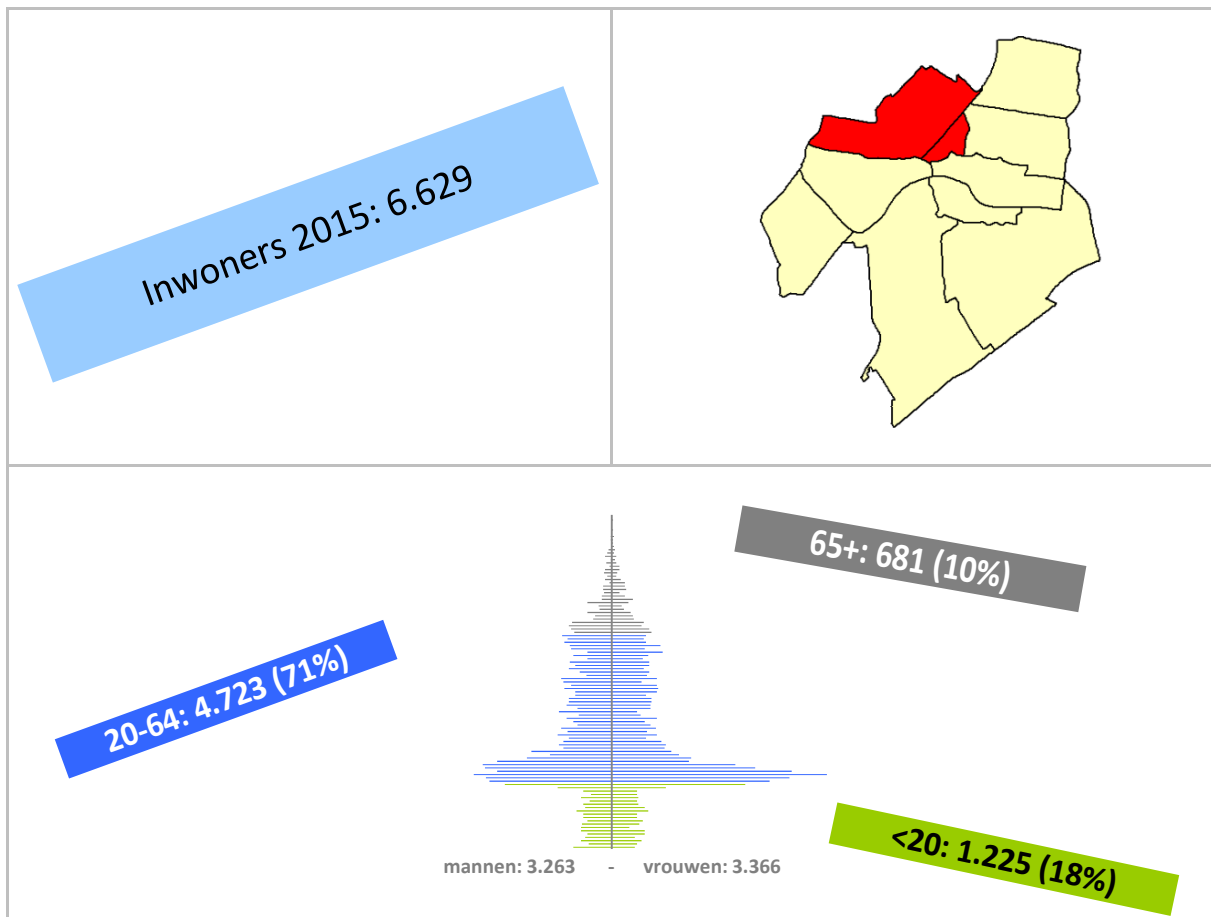 Inwoners 2015: 6.629
65+: 681 (10%)
20-64: 4.723 (71%)
<20: 1.225 (18%)
mannen: 3.263 - vrouwen: 3.366